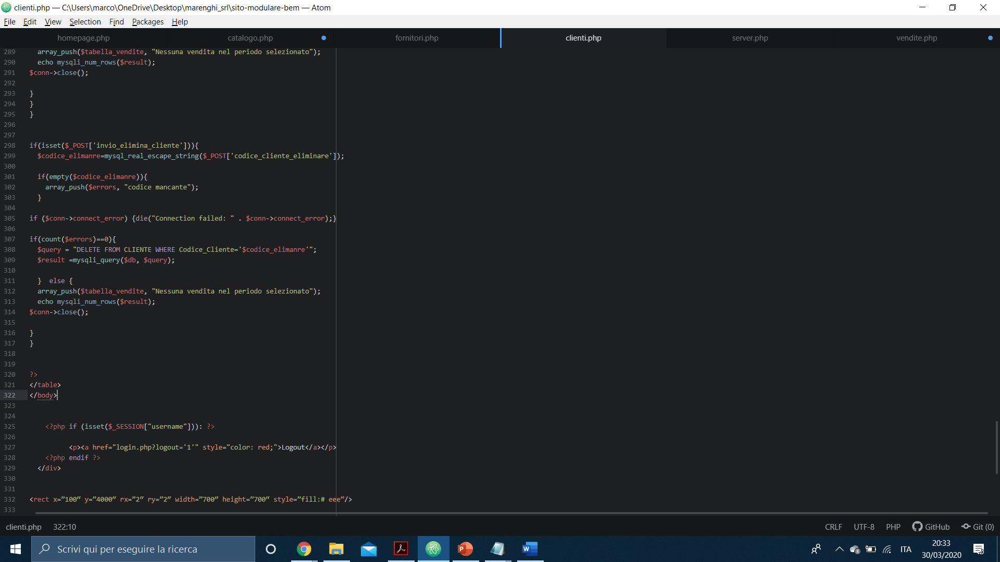 clienti.php — C:\Users\marco\OneDrive\Desktop\marenghi_srl\sito-modulare-bem — Atom
File Edit View Selection Find Packages Help
homepage.php catalogo.php fornitori.php clienti.php server.php vendite.php
289 array_push($tabella_vendite, "Nessuna vendita nel periodo selezionato");
290 echo mysqli_num_rows($result);
291 $conn->close();
292
293 }
294 }
295 }
296
297
298 if(isset($_POST['invio_elimina_cliente'])){
299 $codice_elimanre=mysql_real_escape_string($_POST['codice_cliente_eliminare']);
300
301 if(empty($codice_elimanre)){
302 array_push($errors, "codice mancante");
303 }
304
305 if ($conn->connect_error) {die("Connection failed: " . $conn->connect_error);}
306
307 if(count($errors)==0){
308 $query = "DELETE FROM CLIENTE WHERE Codice_Cliente='$codice_elimanre'";
309 $result =mysqli_query($db, $query);
310
311 } else {
312 array_push($tabella_vendite, "Nessuna vendita nel periodo selezionato");
313 echo mysqli_num_rows($result);
314 $conn->close();
315
316 }
317 }
318
319
320 ?>
321 </table>
322 </body>
323
324
325 <?php if (isset($_SESSION["username"])): ?>
326
327 <p><a href="login.php?logout='1'" style="color: red;">Logout</a></p>
328 <?php endif ?>
329 </div>
330
331
332 <rect x=”100” y=”4000” rx=”2” ry=”2” width=”700” height=”700” style=”fill:# eee”/>
333
clienti.php 322:10 CRLF UTF-8 PHP GitHub Git (0)
Scrivi qui per eseguire la ricerca ITA 20:33
30/03/2020